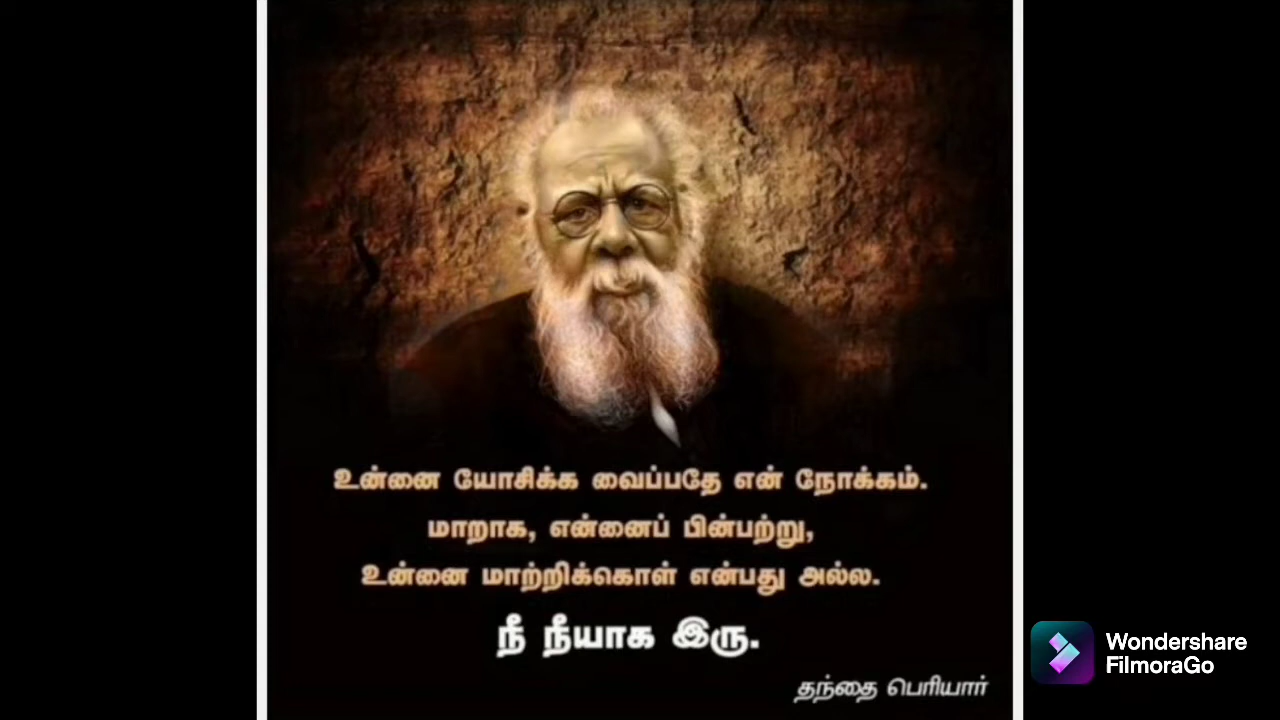 உன்னை யோசிக்க வைப்பதே என் நோக்கம்.
மாறாக, என்னைப் பின்பற்று,
உன்னை மாற்றிக்கொள் என்பது அல்ல.
நீ நீயாக இரு.
தந்தை பெரியார்
Wondershare
FilmoraGo